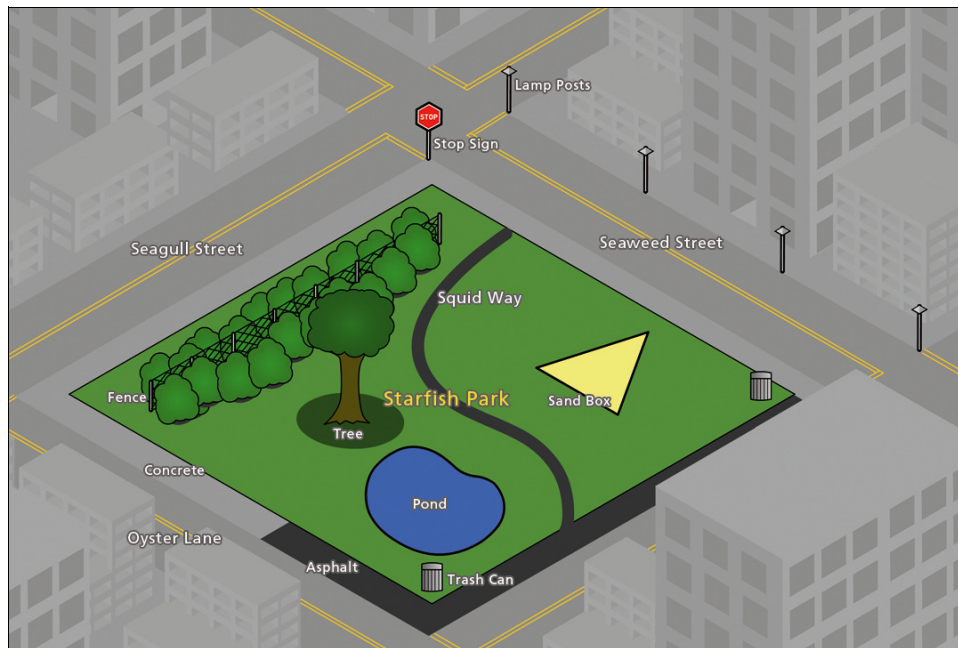 Lamp Posts
STOP
Stop Sign
Seagull Street
Seaweed Street
Squid Way
Fence
Starfish Park
Sand Box
Tree
Concrete
Pond
Oyster Lane
Asphalt
Trash Can